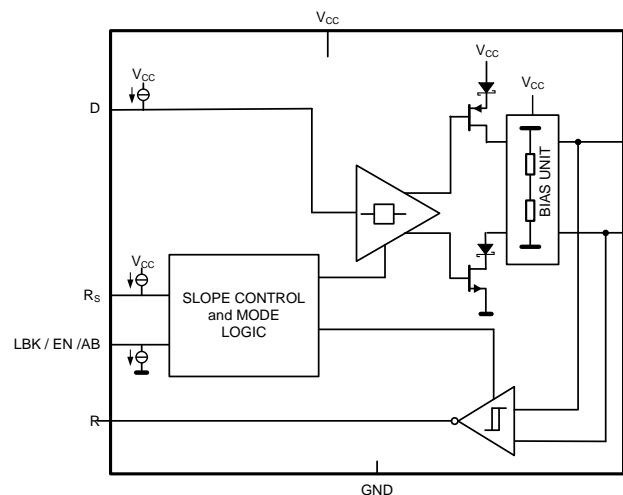 VCC
VCC
D
VCC
VCC
BIAS UNIT
VCC
RS
SLOPE CONTROL
and MODE
LOGIC
LBK / EN /AB
R
GND